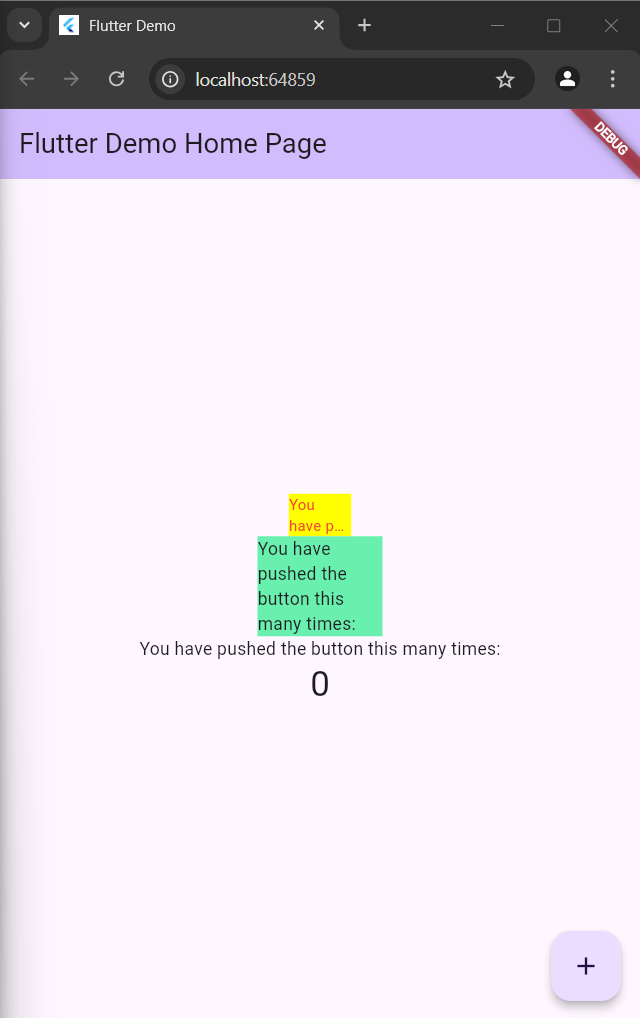 Flutter Demo
localhost:64859
Flutter Demo Home Page
DEBUG
You
have p...
You have
pushed the
button this
many times:
You have pushed the button this many times:
0